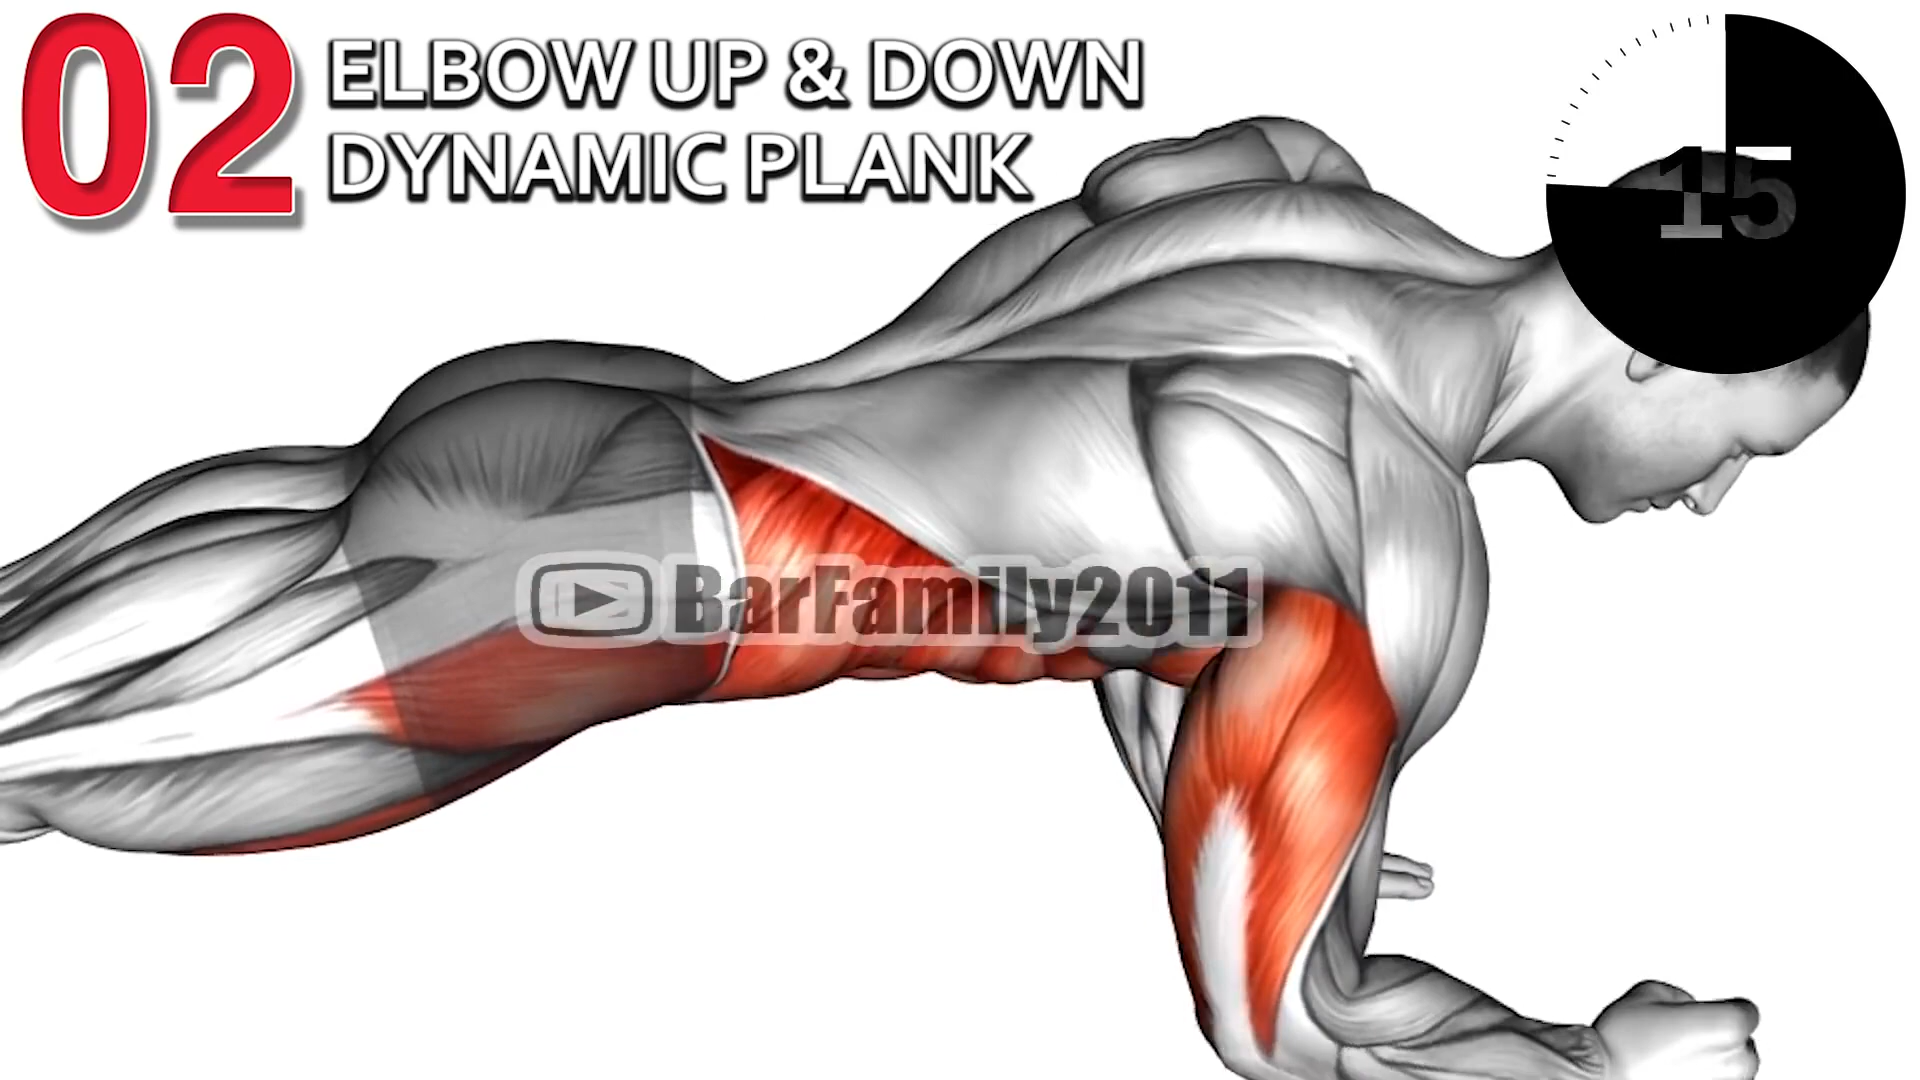 02
ELBOW UP & DOWN
DYNAMIC PLANK
15
BarFamily2011